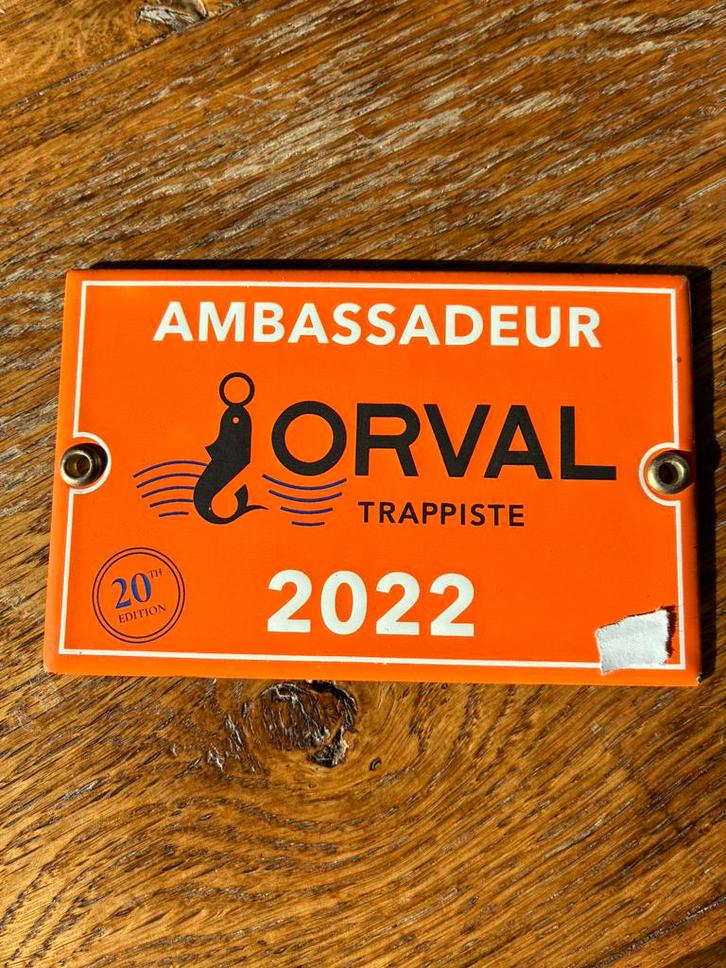 AMBASSADEUR
ORVAL
TRAPPISTE
20TH
EDITION
2022